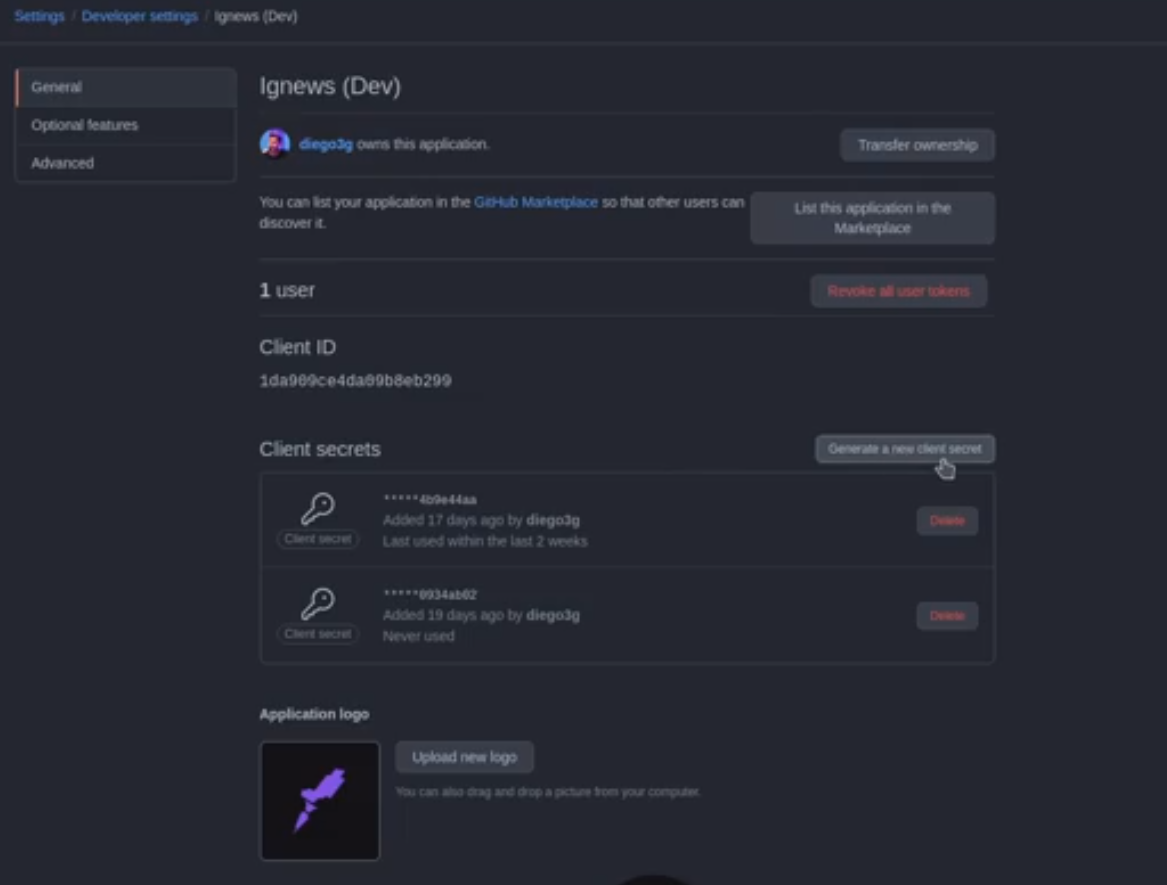 Settings / Developer settings / Ignews (Dev)
General
Optional features
Advanced
Ignews (Dev)
diego3g owns this application.
Transfer ownership
You can list your application in the GitHub Marketplace so that other users can
discover it.
List this application in the
Marketplace
1 user
Revoke all user tokens
Client ID
1da909ce4da09b8eb299
Client secrets
Generate a new client secret
*****4b9e44aa
Client secret
Added 17 days ago by diego3g
Last used within the last 2 weeks
Delete
*****0934ab02
Client secret
Added 19 days ago by diego3g
Never used
Delete
Application logo
Upload new logo
You can also drag and drop a picture from your computer.